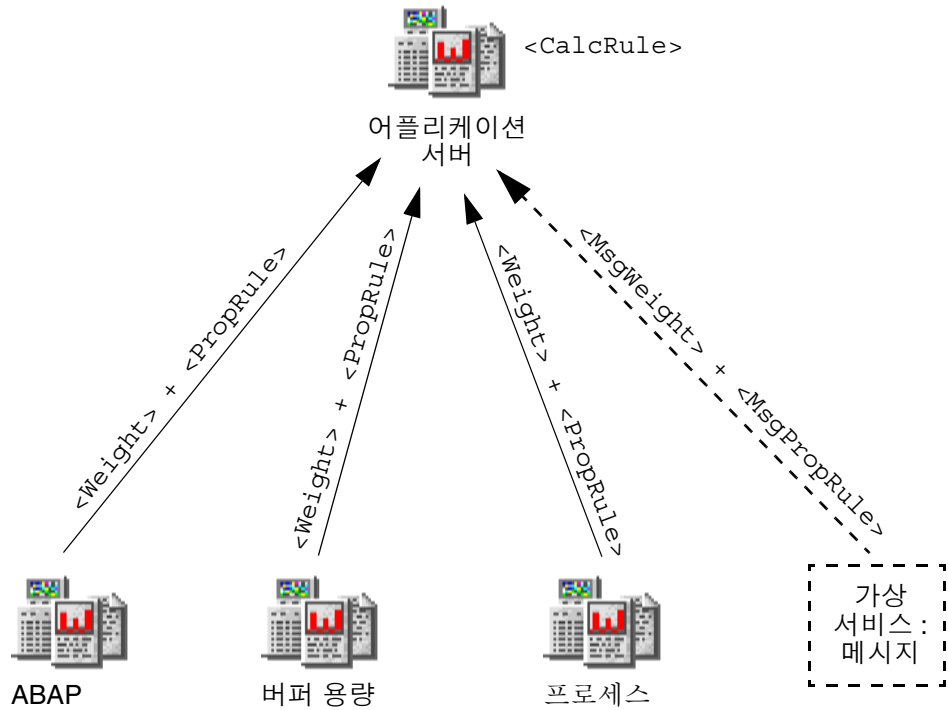 <CalcRule>
어플리케이션
서버
<Weight> + <PropRule>
<Weight> + <PropRule>
<Weight> + <PropRule>
<MsgWeight> + <MsgPropRule>
ABAP
버퍼 용량
프로세스
가상
서비스 :
메시지